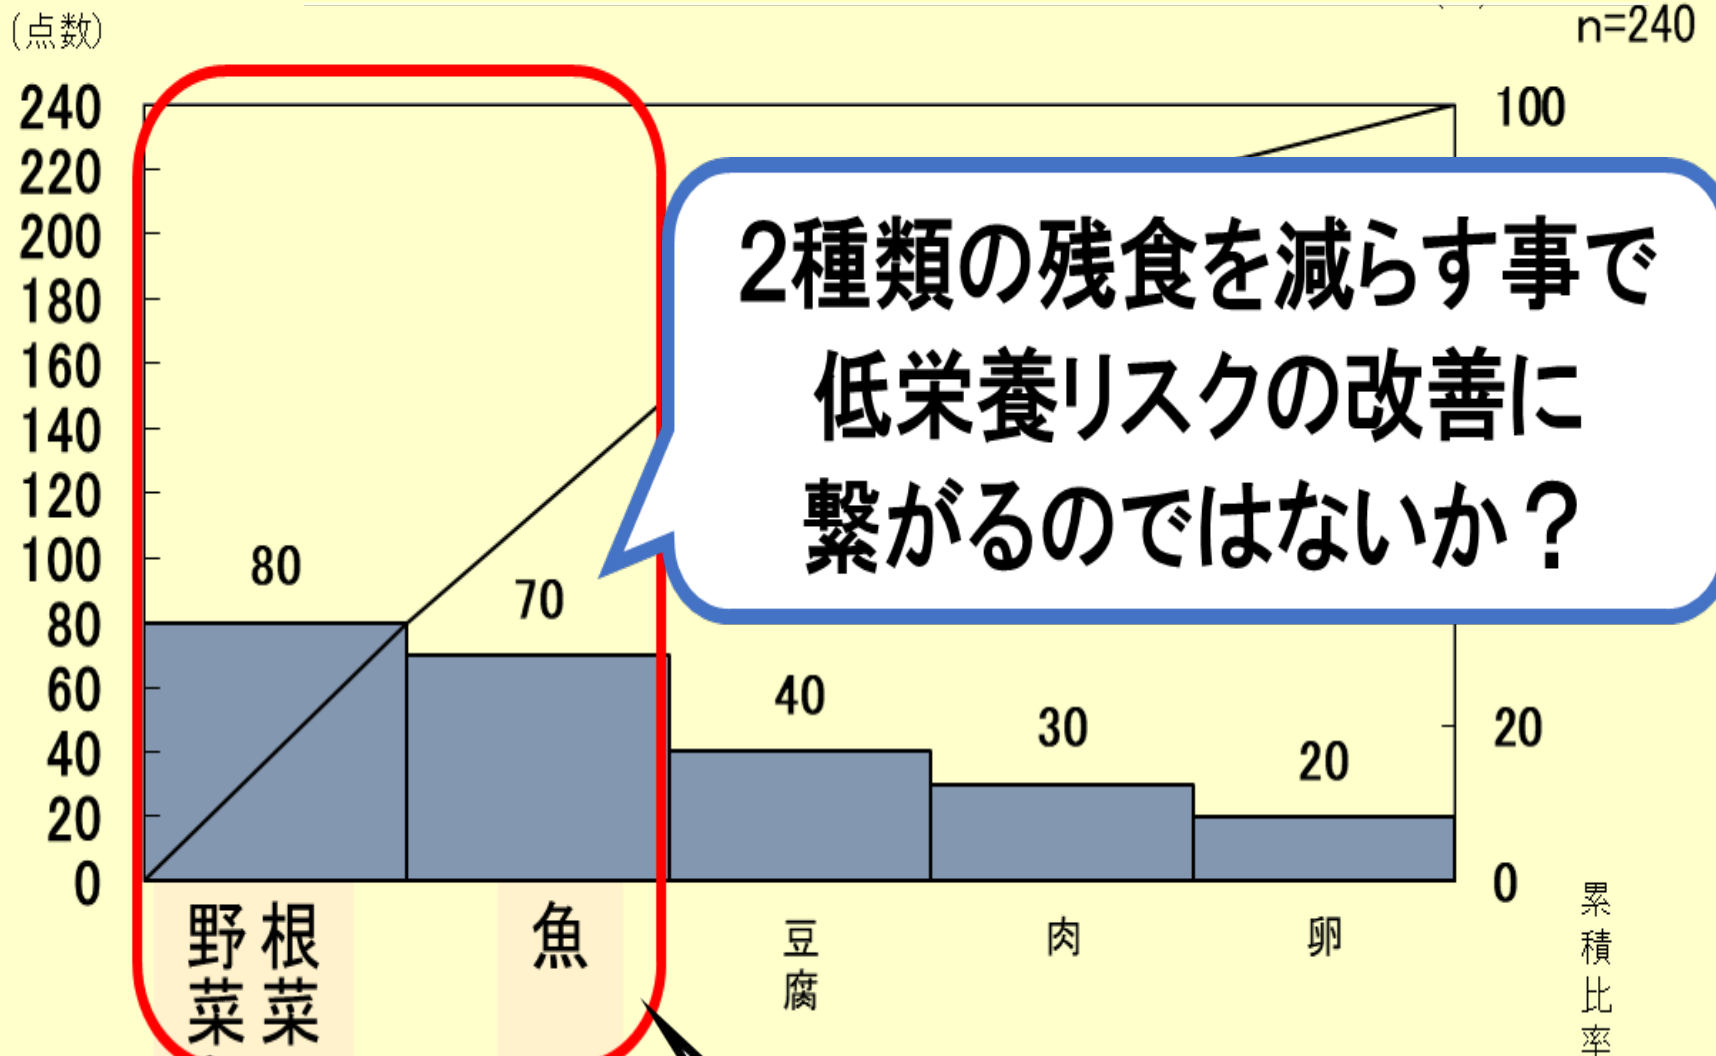 (点数)
n=240
240
220
200
180
160
140
120
100
80
60
40
20
0
100
20
0
80
70
40
30
20
2種類の残食を減らす事で
低栄養リスクの改善に
繋がるのではないか？
根菜
野菜
魚
豆腐
肉
卵
累積比率